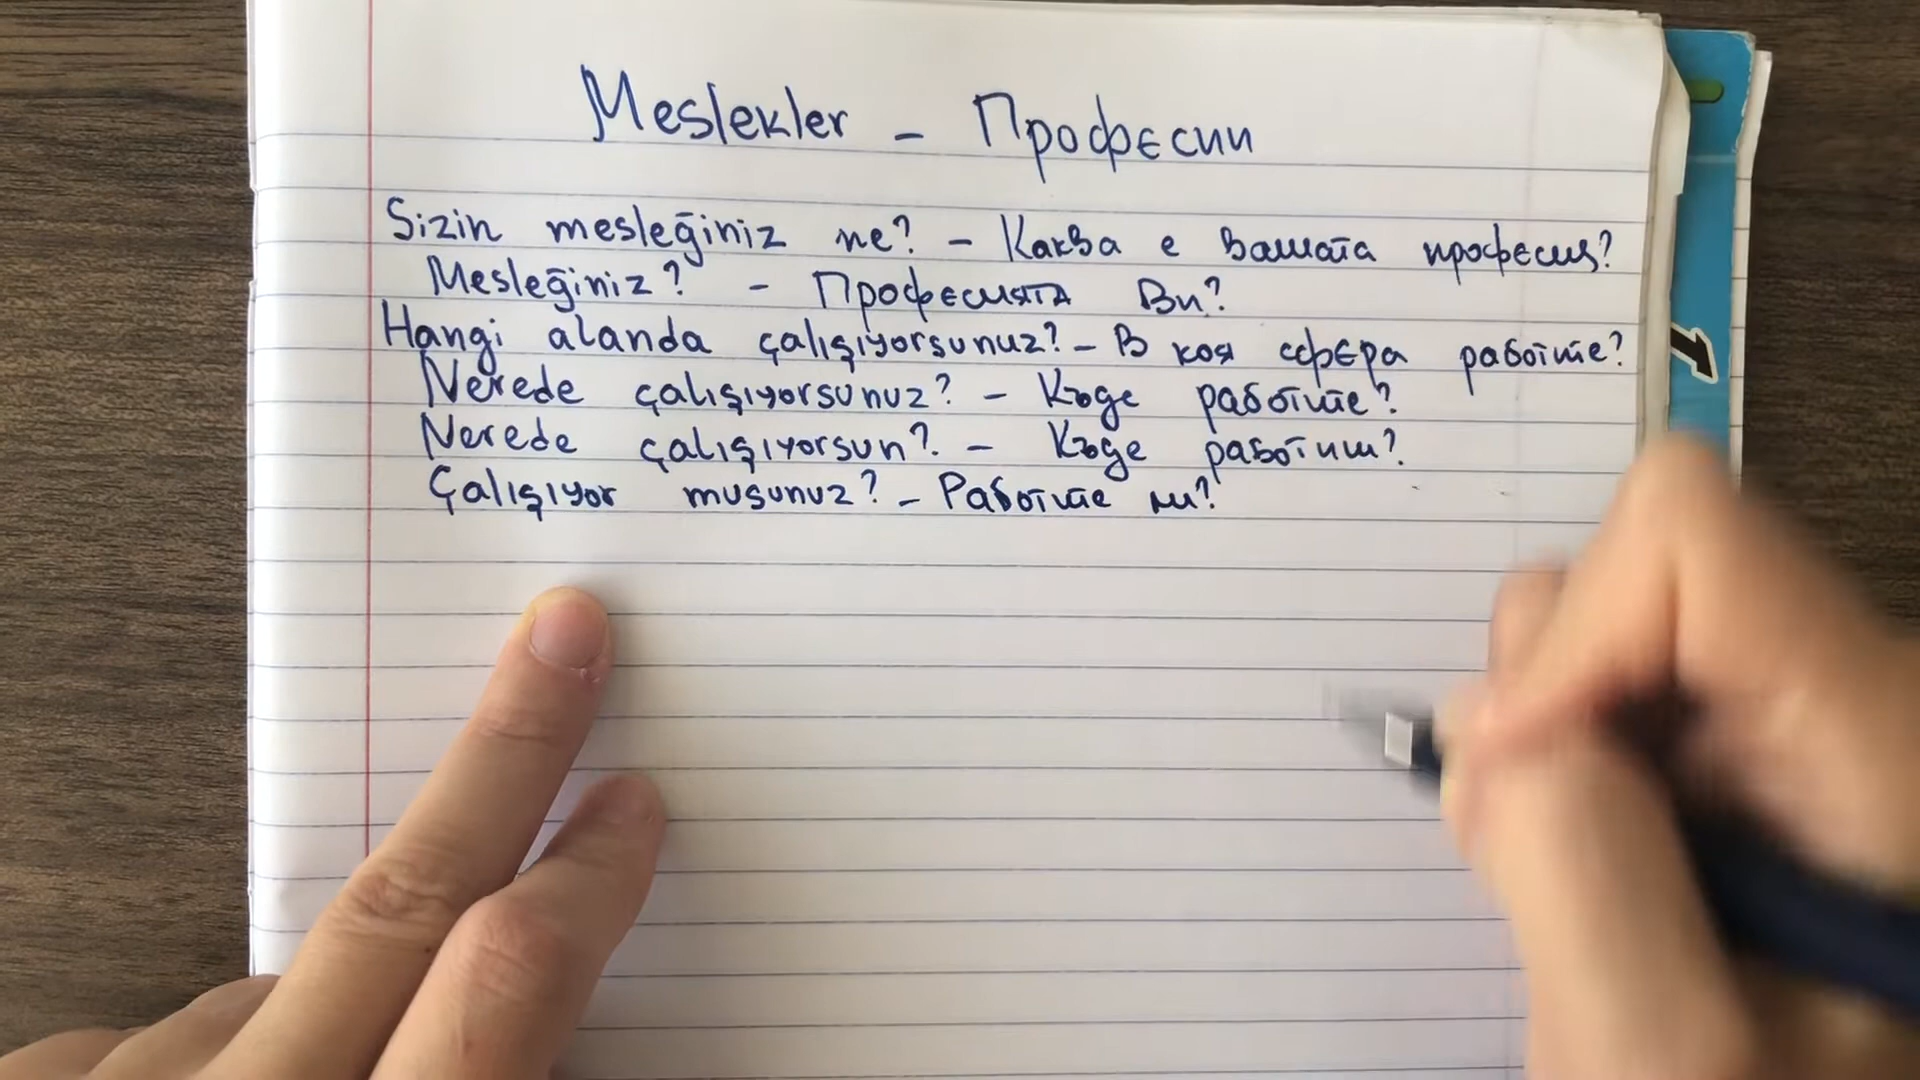 Meslekler - Професии
Sizin mesleğiniz ne? - Каква е вашата професия?
Mesleğiniz? - Професията Ви?
Hangi alanda çalışıyorsunuz? - В коя сфера работите?
Nerede çalışıyorsunuz? - Къде работите?
Nerede çalışıyorsun? - Къде работиш?
Çalışıyor musunuz? - Работите ли?